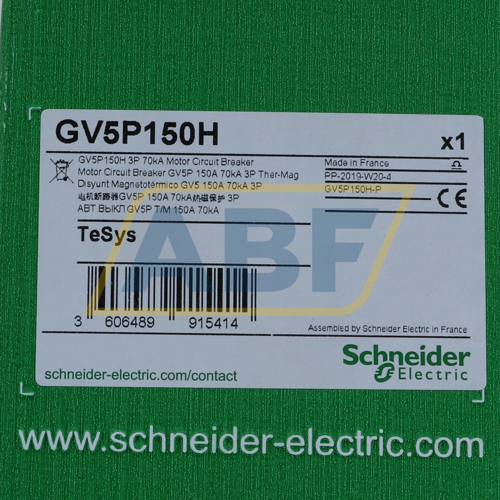 GV5P150H
x1
GV5P150H 3P 70kA Motor Circuit Breaker
Motor Circuit Breaker GV5P 150A 70kA 3P Ther-Mag
Disyunt Magnetotérmico GV5 150A 70kA 3P
电机断路器GV5P 150A 70kA热磁保护 3P
АВТ.ВЫКЛ GV5P T/M 150A 70kA
Made in France
PP-2019-W20-4
GV5P150H-P
CE
TeSys
ABF
3 606489 915414
Assembled by Schneider Electric in France
schneider-electric.com/contact
Schneider
Electric
www.schneider-electric.com